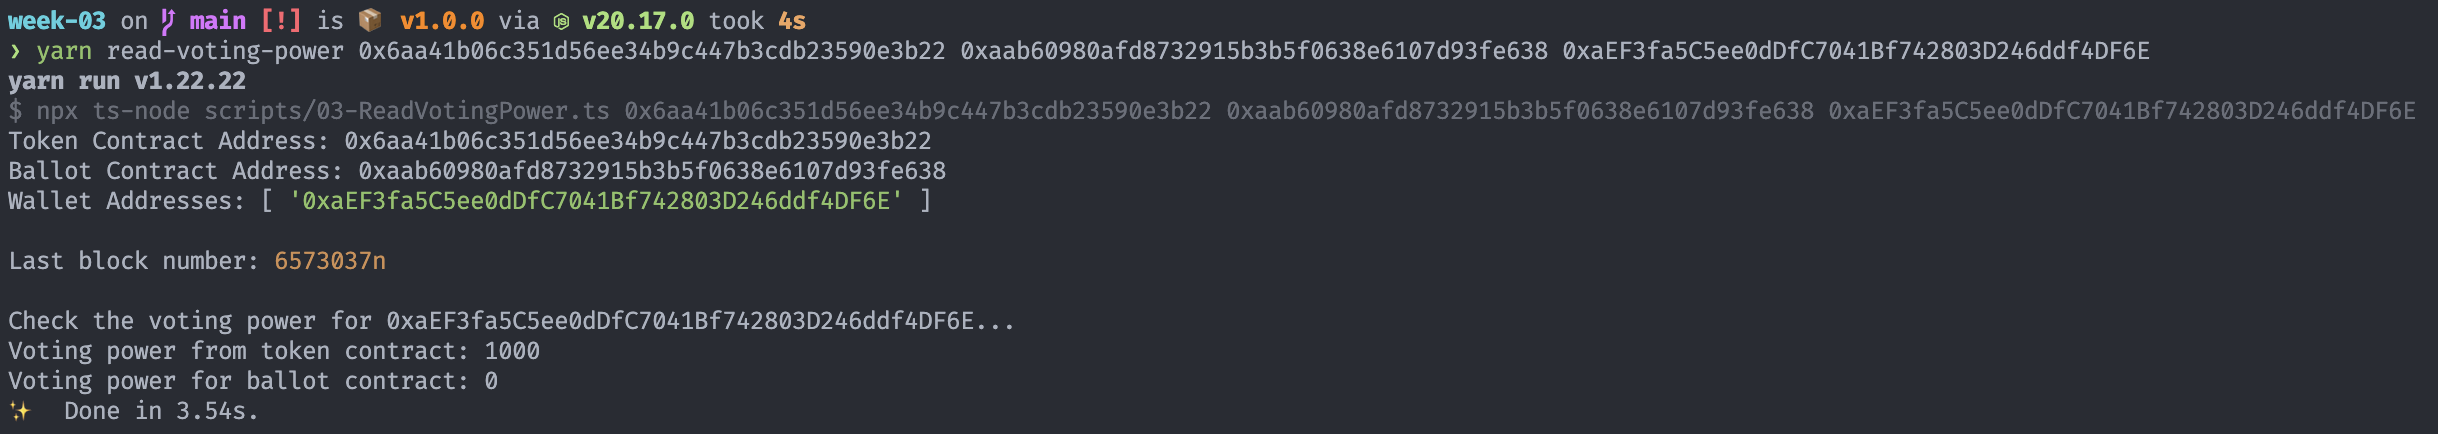 week-03 on main [!] is 📦 v1.0.0 via v20.17.0 took 4s
❯ yarn read-voting-power 0x6aa41b06c351d56ee34b9c447b3cdb23590e3b22 0xaab60980afd8732915b3b5f0638e6107d93fe638 0xaEF3fa5C5ee0dDfC7041Bf742803D246ddf4DF6E
yarn run v1.22.22
$ npx ts-node scripts/03-ReadVotingPower.ts 0x6aa41b06c351d56ee34b9c447b3cdb23590e3b22 0xaab60980afd8732915b3b5f0638e6107d93fe638 0xaEF3fa5C5ee0dDfC7041Bf742803D246ddf4DF6E
Token Contract Address: 0x6aa41b06c351d56ee34b9c447b3cdb23590e3b22
Ballot Contract Address: 0xaab60980afd8732915b3b5f0638e6107d93fe638
Wallet Addresses: [ '0xaEF3fa5C5ee0dDfC7041Bf742803D246ddf4DF6E' ]
Last block number: 6573037n
Check the voting power for 0xaEF3fa5C5ee0dDfC7041Bf742803D246ddf4DF6E...
Voting power from token contract: 1000
Voting power for ballot contract: 0
✨ Done in 3.54s.